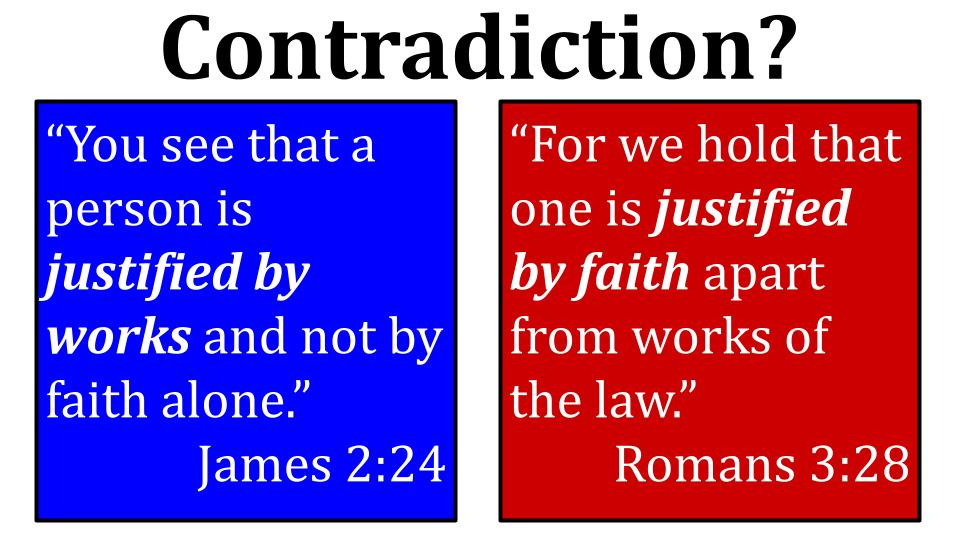 Contradiction?
“You see that a
person is
justified by
works and not by
faith alone.”
James 2:24
“For we hold that
one is justified
by faith apart
from works of
the law.”
Romans 3:28